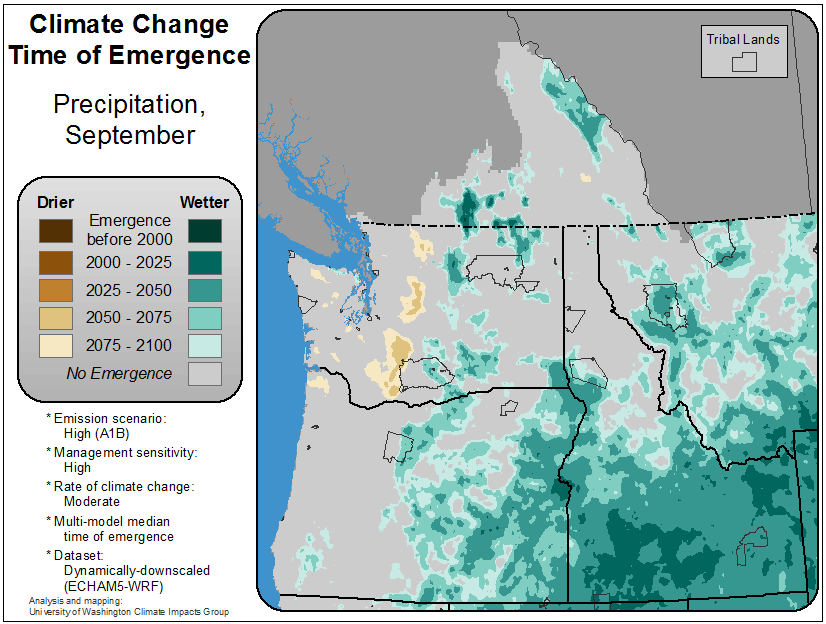 Climate Change
Time of Emergence
Precipitation,
September
Drier
Wetter
Emergence
before 2000
2000 - 2025
2025 - 2050
2050 - 2075
2075 - 2100
No Emergence
* Emission scenario:
High (A1B)
* Management sensitivity:
High
* Rate of climate change:
Moderate
* Multi-model median
time of emergence
* Dataset:
Dynamically-downscaled
(ECHAM5-WRF)
Analysis and mapping:
University of Washington Climate Impacts Group
Tribal Lands